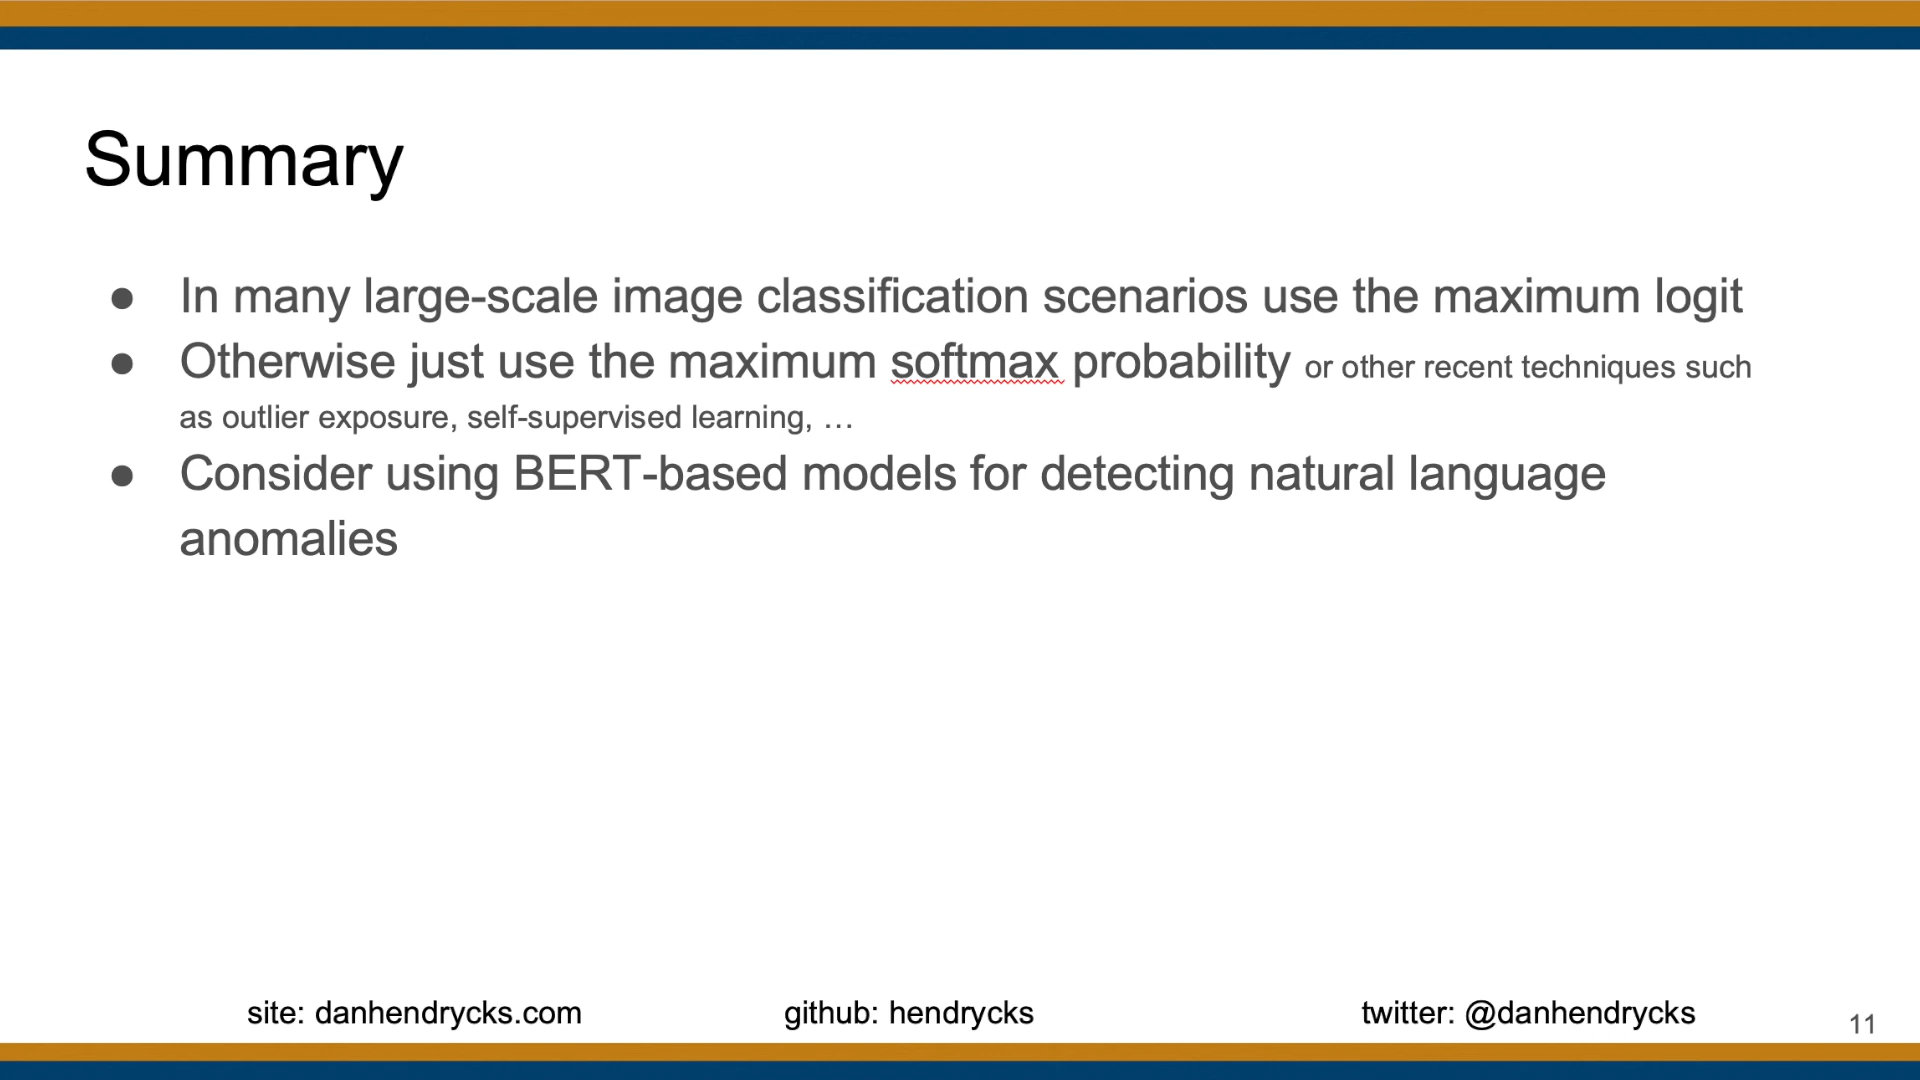 Summary
● In many large-scale image classification scenarios use the maximum logit
● Otherwise just use the maximum softmax probability or other recent techniques such
as outlier exposure, self-supervised learning, …
● Consider using BERT-based models for detecting natural language
anomalies
site: danhendrycks.com github: hendrycks twitter: @danhendrycks
11